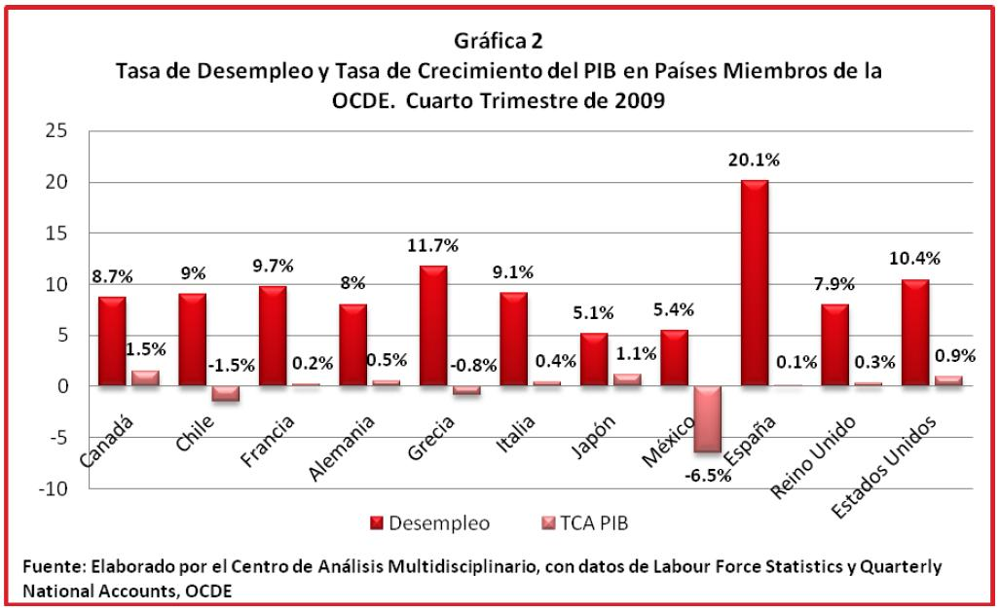 Gráfica 2
Tasa de Desempleo y Tasa de Crecimiento del PIB en Países Miembros de la
OCDE.  Cuarto Trimestre de 2009
25
20
15
10
5
0
-5
-10
8.7%
1.5%
9%
-1.5%
9.7%
0.2%
8%
0.5%
11.7%
-0.8%
9.1%
0.4%
5.1%
1.1%
5.4%
-6.5%
20.1%
0.1%
7.9%
0.3%
10.4%
0.9%
Canadá
Chile
Francia
Alemania
Grecia
Italia
Japón
México
España
Reino Unido
Estados Unidos
Desempleo
TCA PIB
Fuente: Elaborado por el Centro de Análisis Multidisciplinario, con datos de Labour Force Statistics y Quarterly
National Accounts, OCDE